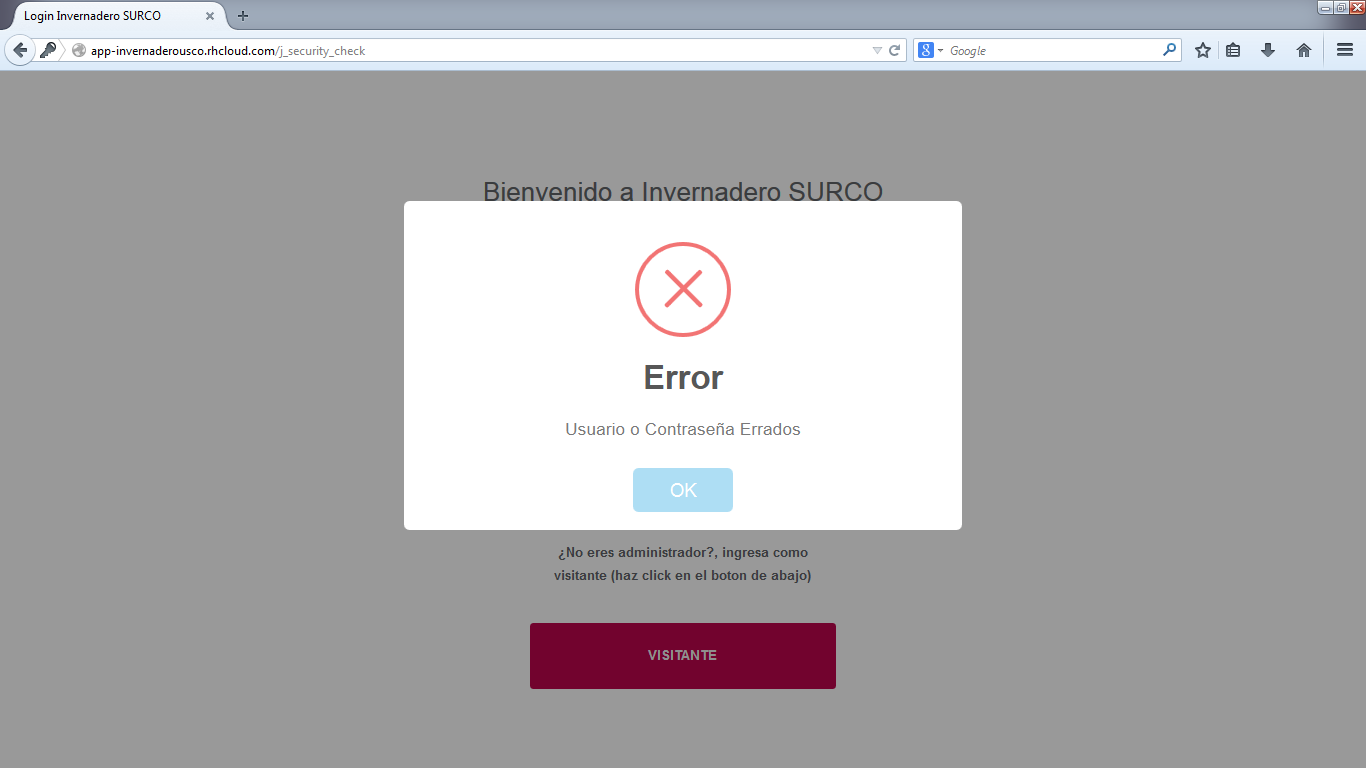 Login Invernadero SURCO
app-invernaderousco.rhcloud.com/j_security_check
Google
Bienvenido a Invernadero SURCO
Error
Usuario o Contraseña Errados
OK
¿No eres administrador?, ingresa como
visitante (haz click en el boton de abajo)
VISITANTE